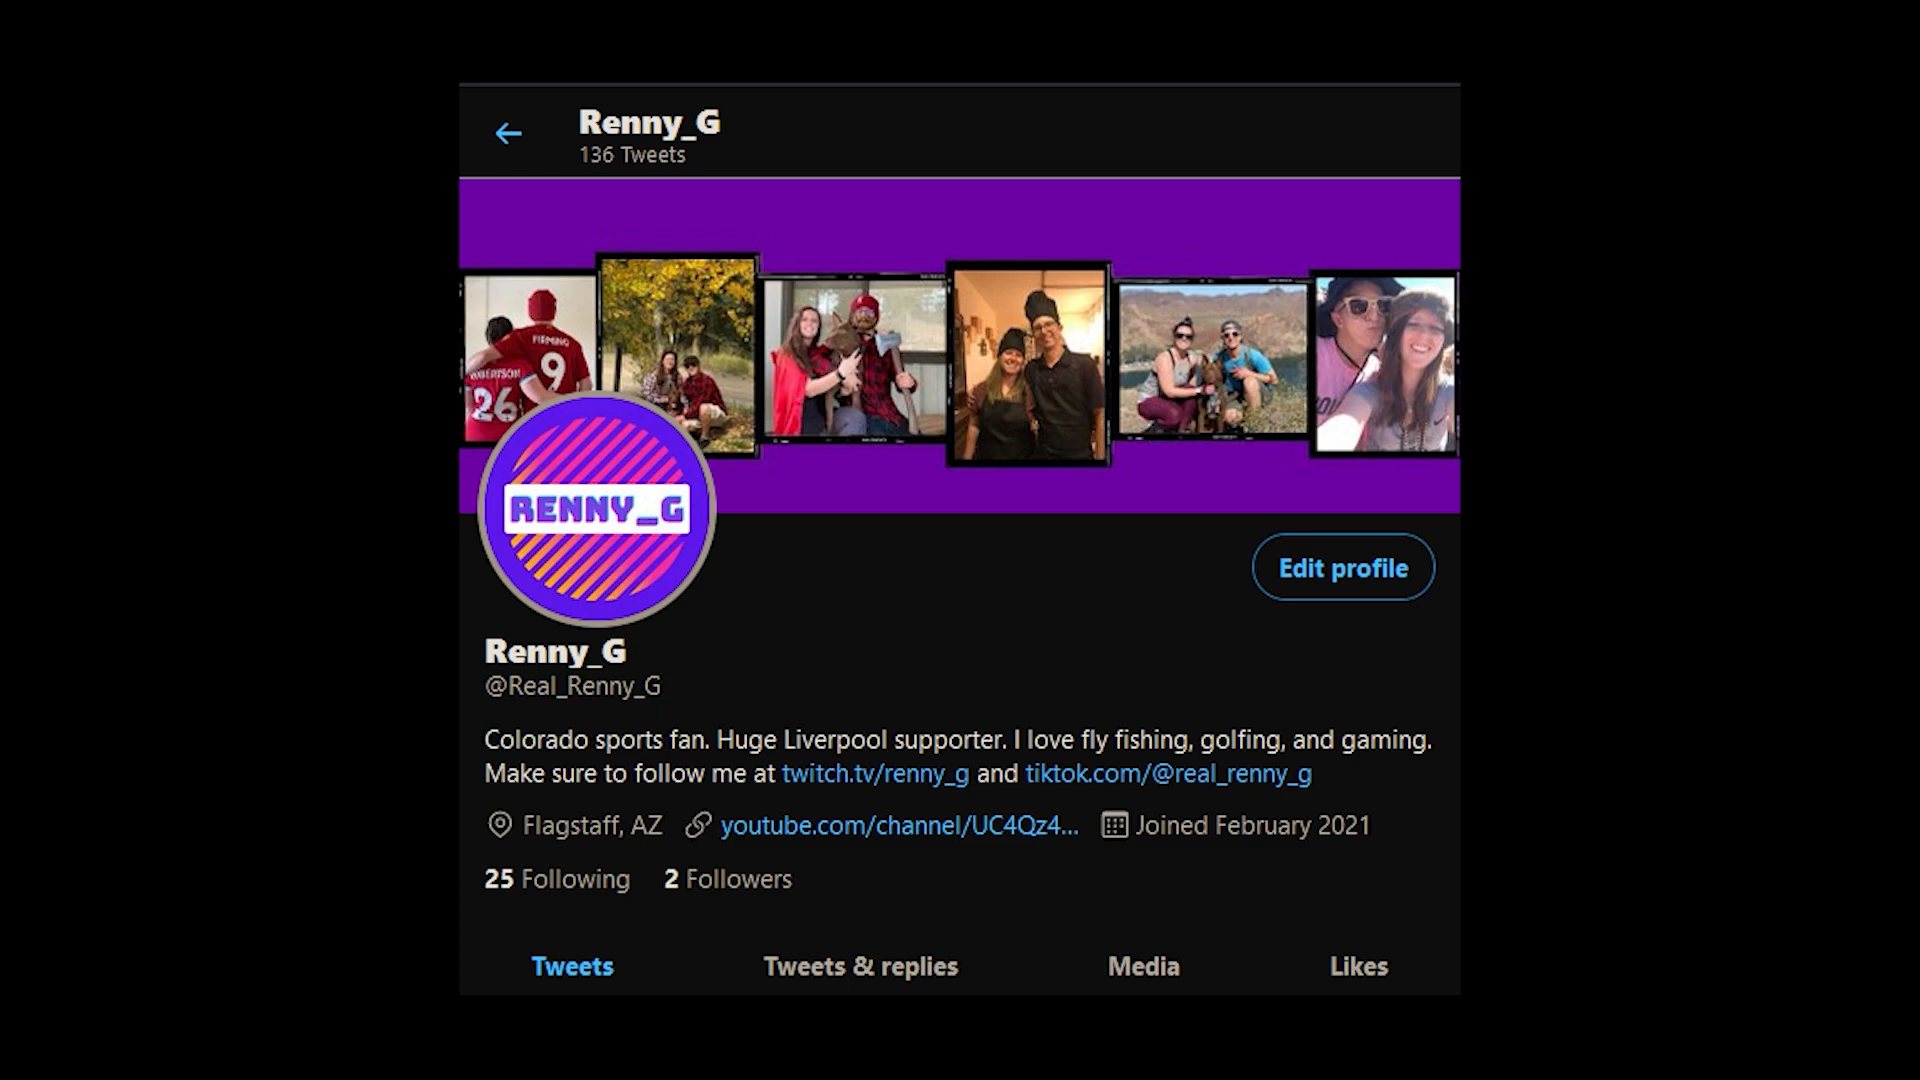 Renny_G
136 Tweets
FIRMINO
9
ROBERTSON
26
RENNY_G
Edit profile
Renny_G
@Real_Renny_G
Colorado sports fan. Huge Liverpool supporter. I love fly fishing, golfing, and gaming.
Make sure to follow me at twitch.tv/renny_g and tiktok.com/@real_renny_g
Flagstaff, AZ youtube.com/channel/UC4Qz4... Joined February 2021
25 Following 2 Followers
Tweets Tweets & replies Media Likes